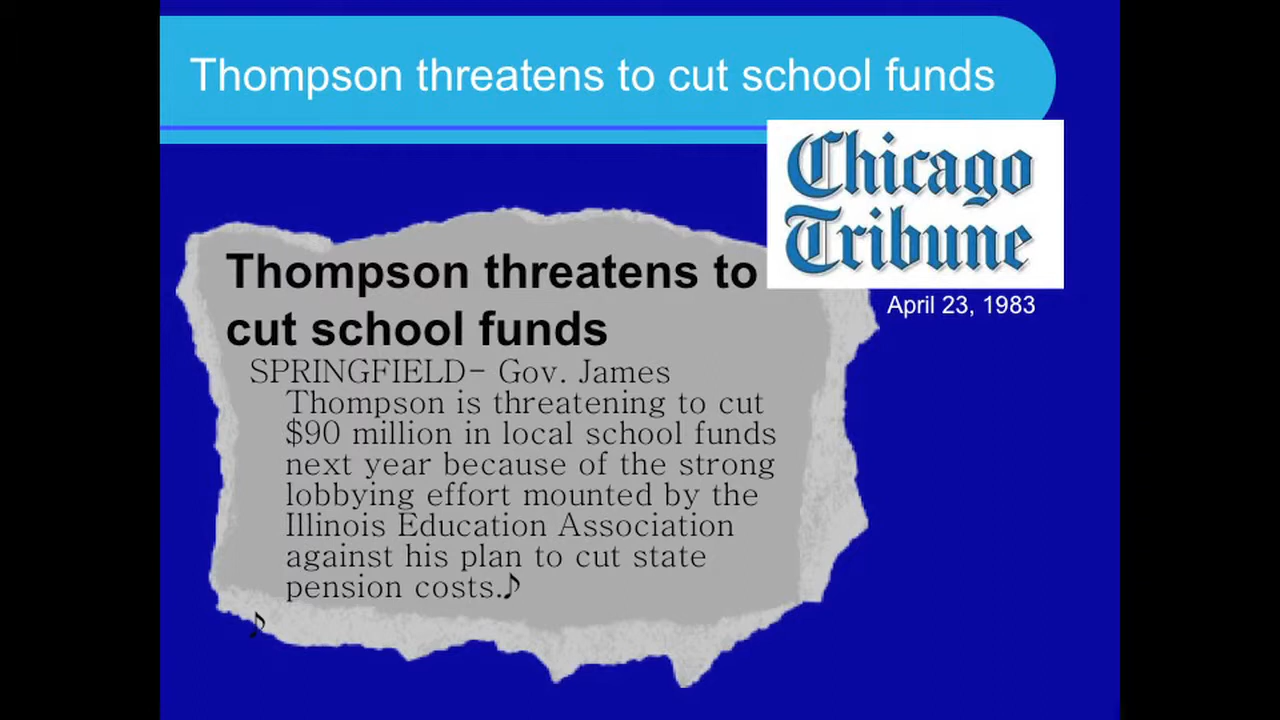 Thompson threatens to cut school funds
Chicago
Tribune
April 23, 1983
Thompson threatens to
cut school funds
SPRINGFIELD- Gov. James
Thompson is threatening to cut
$90 million in local school funds
next year because of the strong
lobbying effort mounted by the
Illinois Education Association
against his plan to cut state
pension costs.♪
♪